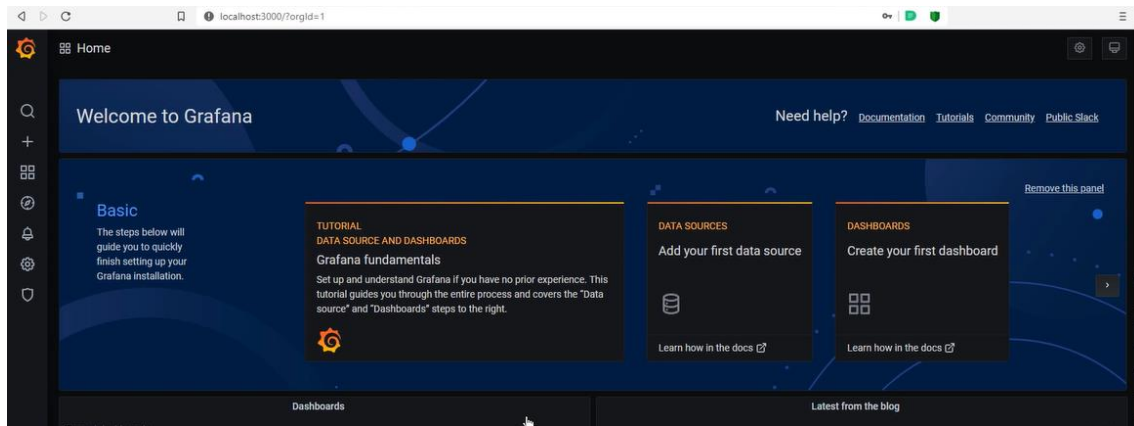 localhost:3000/?orgId=1
Home
Welcome to Grafana
Need help? Documentation Tutorials Community Public Slack
Remove this panel
Basic
The steps below will
guide you to quickly
finish setting up your
Grafana installation.
TUTORIAL
DATA SOURCE AND DASHBOARDS
Grafana fundamentals
Set up and understand Grafana if you have no prior experience. This
tutorial guides you through the entire process and covers the "Data
source" and "Dashboards" steps to the right.
DATA SOURCES
Add your first data source
Learn how in the docs
DASHBOARDS
Create your first dashboard
Learn how in the docs
Dashboards
Latest from the blog